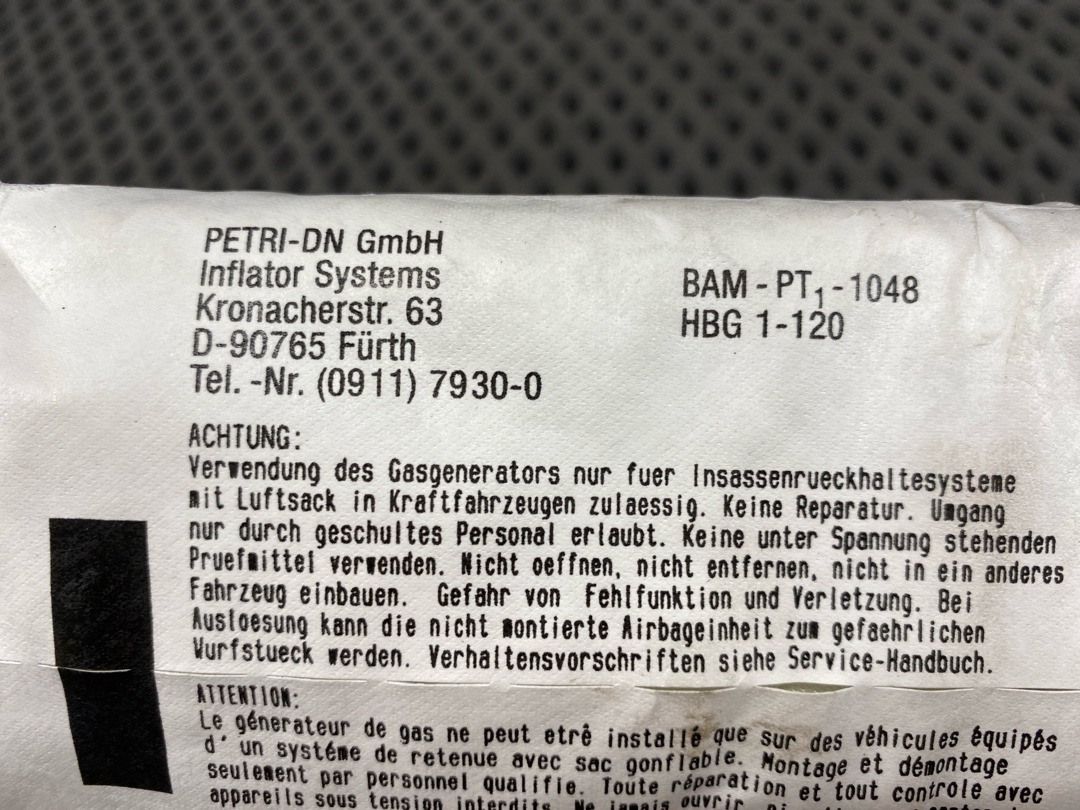 PETRI-DN GmbH
Inflator Systems
Kronacherstr. 63
D-90765 Fürth
Tel. -Nr. (0911) 7930-0
BAM - PT₁ - 1048
HBG 1-120
ACHTUNG:
Verwendung des Gasgenerators nur fuer Insassenrueckhaltesysteme
mit Luftsack in Kraftfahrzeugen zulaessig. Keine Reparatur. Umgang
nur durch geschultes Personal erlaubt. Keine unter Spannung stehenden
Pruefmittel verwenden. Nicht oeffnen, nicht entfernen, nicht in ein anderes
Fahrzeug einbauen. Gefahr von Fehlfunktion und Verletzung. Bei
Ausloesung kann die nicht montierte Airbageinheit zum gefaehrlichen
Wurfstueck werden. Verhaltensvorschriften siehe Service-Handbuch.
ATTENTION:
Le génerateur de gas ne peut etrê installé que sur des véhicules équipés
d' un systéme de retenue avec sac gonflable. Montage et démontage
seulement par personnel qualifie. Toute réparation et tout controle avec
appareils sous tension interdits. Ne jamais ouvrir